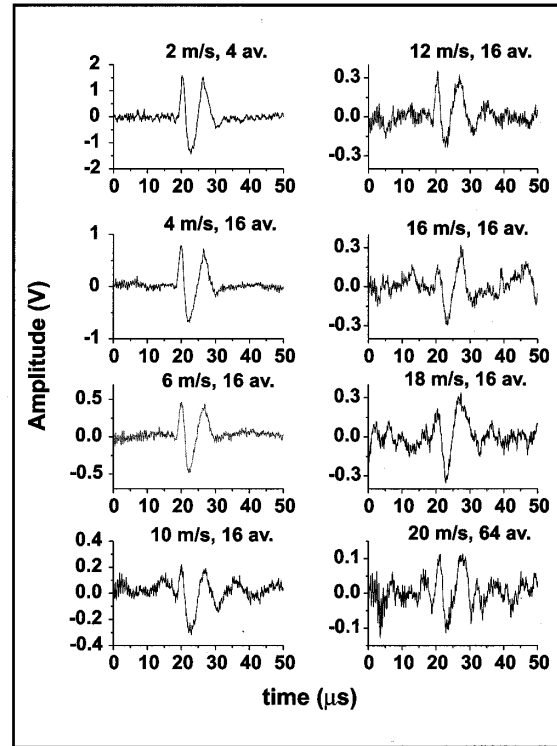 Amplitude (V)
2 m/s, 4 av.
2
1
0
-1
-2
0 10 20 30 40 50
4 m/s, 16 av.
1
0
-1
0 10 20 30 40 50
6 m/s, 16 av.
0.5
0.0
-0.5
0 10 20 30 40 50
10 m/s, 16 av.
0.4
0.2
0.0
-0.2
-0.4
0 10 20 30 40 50
12 m/s, 16 av.
0.3
0.0
-0.3
0 10 20 30 40 50
16 m/s, 16 av.
0.3
0.0
-0.3
0 10 20 30 40 50
18 m/s, 16 av.
0.3
0.0
-0.3
0 10 20 30 40 50
20 m/s, 64 av.
0.1
0.0
-0.1
0 10 20 30 40 50
time (μs)